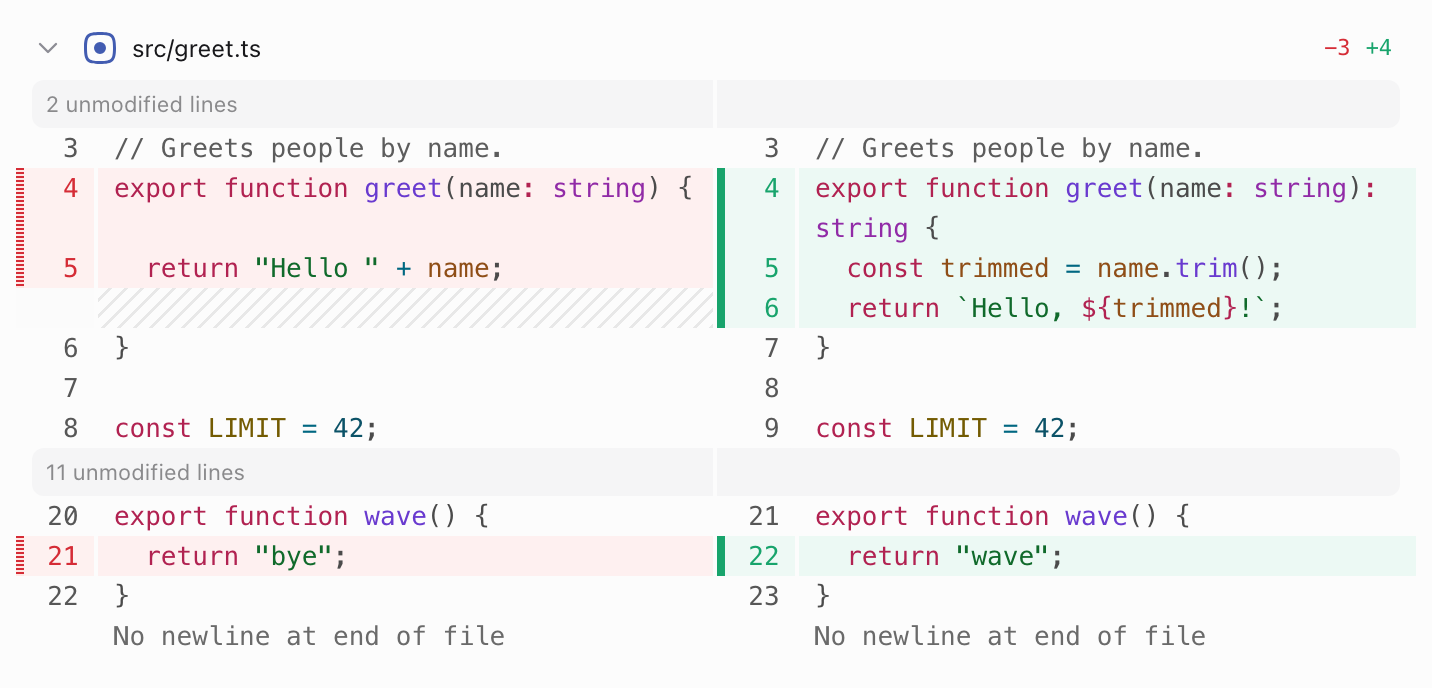 src/greet.ts −3 +4
2 unmodified lines
3 // Greets people by name. 3 // Greets people by name.
4 export function greet(name: string) { 4 export function greet(name: string):
string {
5   return "Hello " + name; 5   const trimmed = name.trim();
6   return `Hello, ${trimmed}!`;
6 } 7 }
7 8
8 const LIMIT = 42; 9 const LIMIT = 42;
11 unmodified lines
20 export function wave() { 21 export function wave() {
21   return "bye"; 22   return "wave";
22 } 23 }
No newline at end of file No newline at end of file